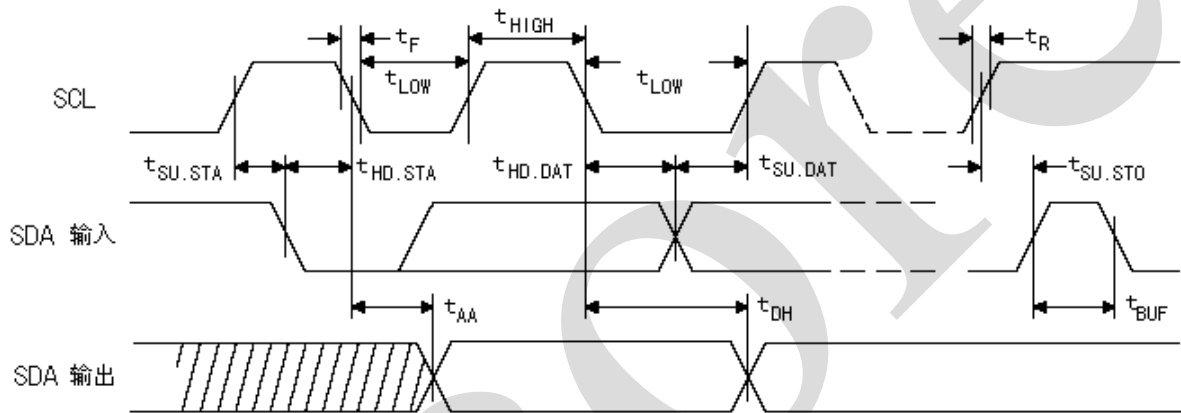 tHIGH
tF
tR
tLOW
tLOW
SCL
tSU.STA
tHD.STA
tHD.DAT
tSU.DAT
tSU.STO
SDA 输入
tAA
tDH
tBUF
SDA 输出